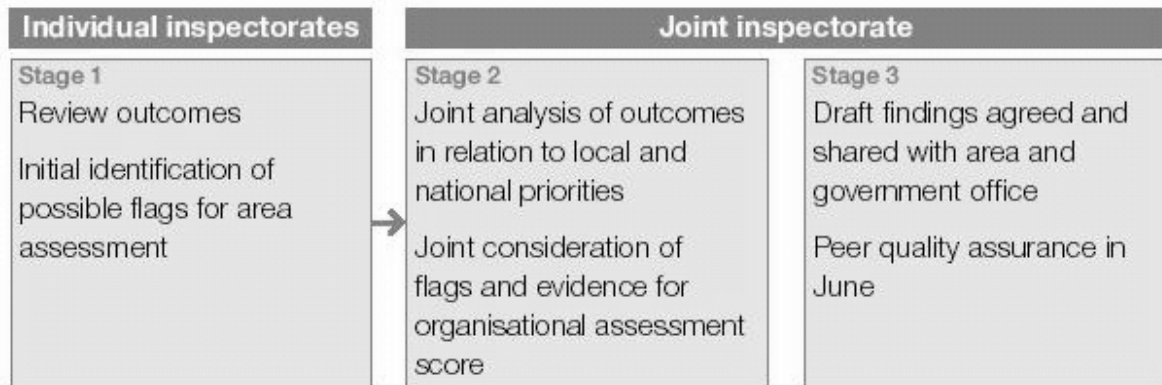 Individual inspectorates
Joint inspectorate
Stage 1
Review outcomes
Initial identification of
possible flags for area
assessment
Stage 2
Joint analysis of outcomes
in relation to local and
national priorities
Joint consideration of
flags and evidence for
organisational assessment
score
Stage 3
Draft findings agreed and
shared with area and
government office
Peer quality assurance in
June